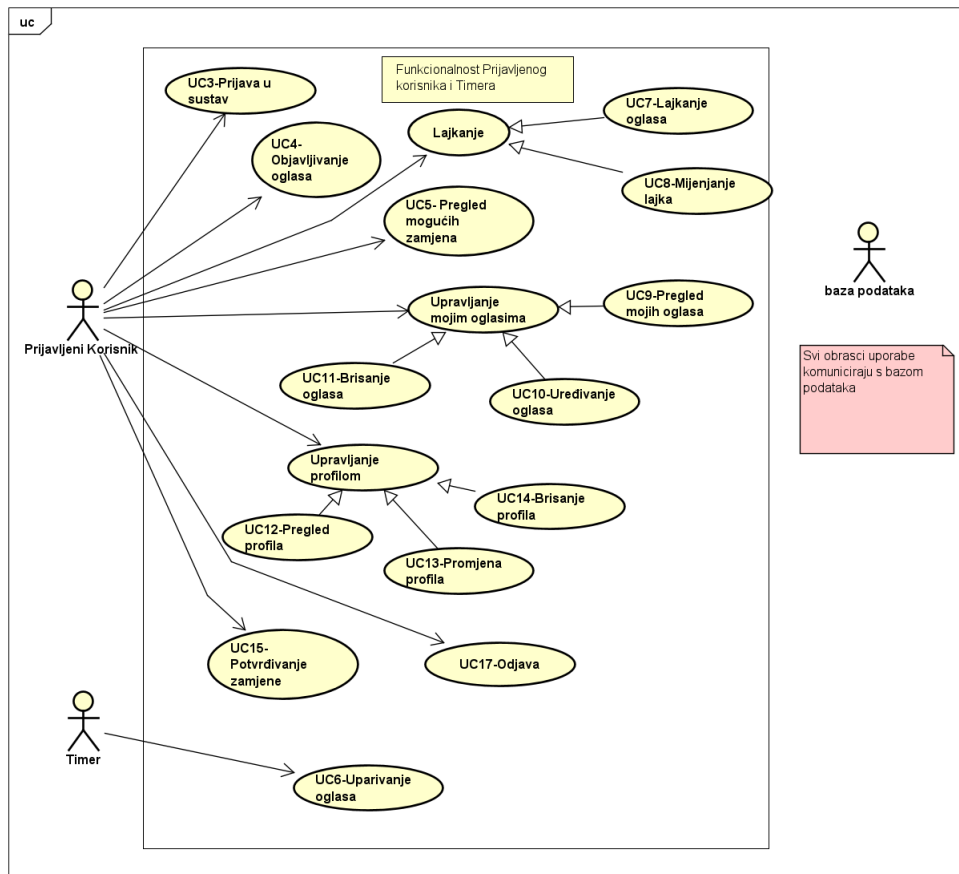 uc
Funkcionalnost Prijavljenog
korisnika i Timera
UC3-Prijava u
sustav
UC4-
Objavljivanje
oglasa
Lajkanje
UC7-Lajkanje
oglasa
UC8-Mijenjanje
lajka
UC5- Pregled
mogućih
zamjena
baza podataka
Prijavljeni Korisnik
Upravljanje
mojim oglasima
UC9-Pregled
mojih oglasa
Svi obrasci uporabe
komuniciraju s bazom
podataka
UC11-Brisanje
oglasa
UC10-Uređivanje
oglasa
Upravljanje
profilom
UC14-Brisanje
profila
UC12-Pregled
profila
UC13-Promjena
profila
UC15-
Potvrđivanje
zamjene
UC17-Odjava
Timer
UC6-Uparivanje
oglasa